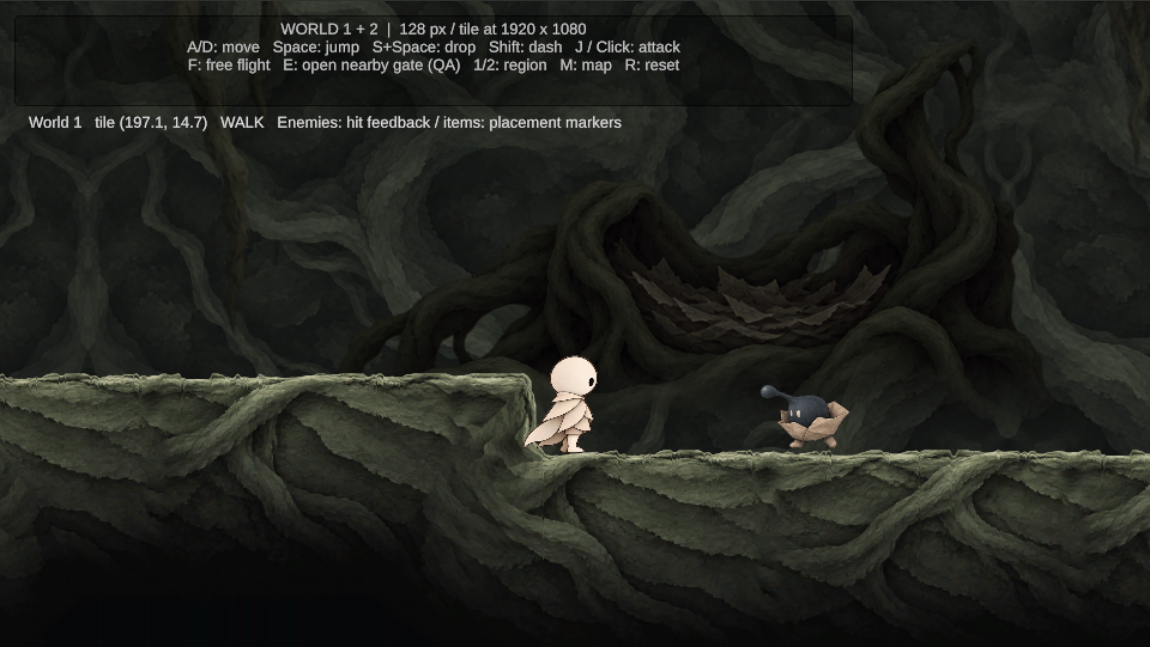 WORLD 1 + 2 | 128 px / tile at 1920 x 1080
A/D: move Space: jump S+Space: drop Shift: dash J / Click: attack
F: free flight E: open nearby gate (QA) 1/2: region M: map R: reset
World 1 tile (197.1, 14.7) WALK Enemies: hit feedback / items: placement markers